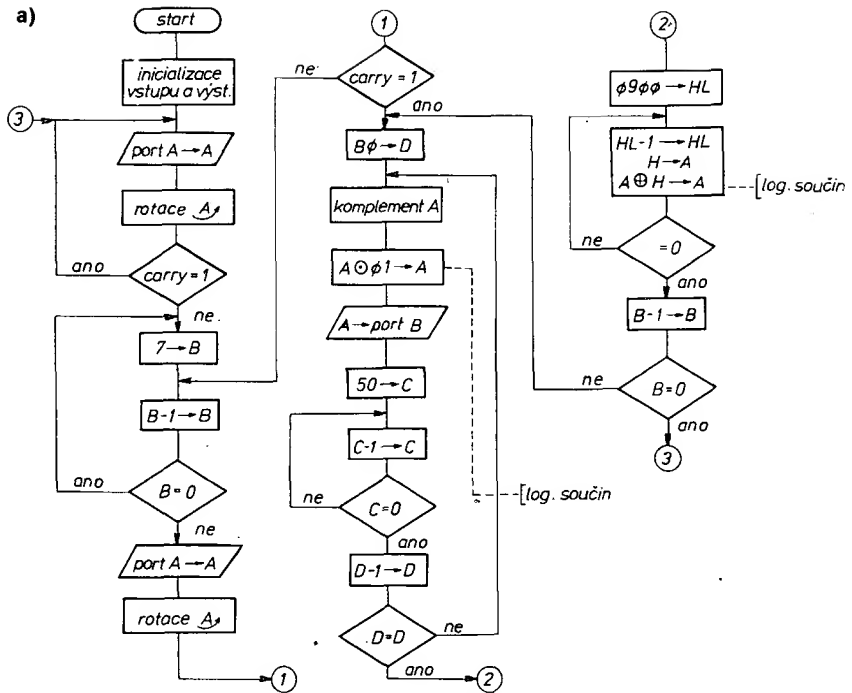 a)
start
inicializace
vstupu a výst.
3
port A → A
rotace A
ano
carry = 1
ne.
7 → B
B-1 → B
ano
B = 0
ne
port A → A
rotace A
1
1
ne
carry = 1
ano
Bφ → D
komplement A
A ⊙ φ1 → A
A → port B
50 → C
C-1 → C
ne
C = 0
[log. součin
ano
D-1 → D
.D=D
ne
ano
2
2
φ9φφ → HL
HL-1 → HL
H → A
A ⊕ H → A
[log. součin
ne
= 0
ano
B-1 → B
ne
B = 0
ano
3